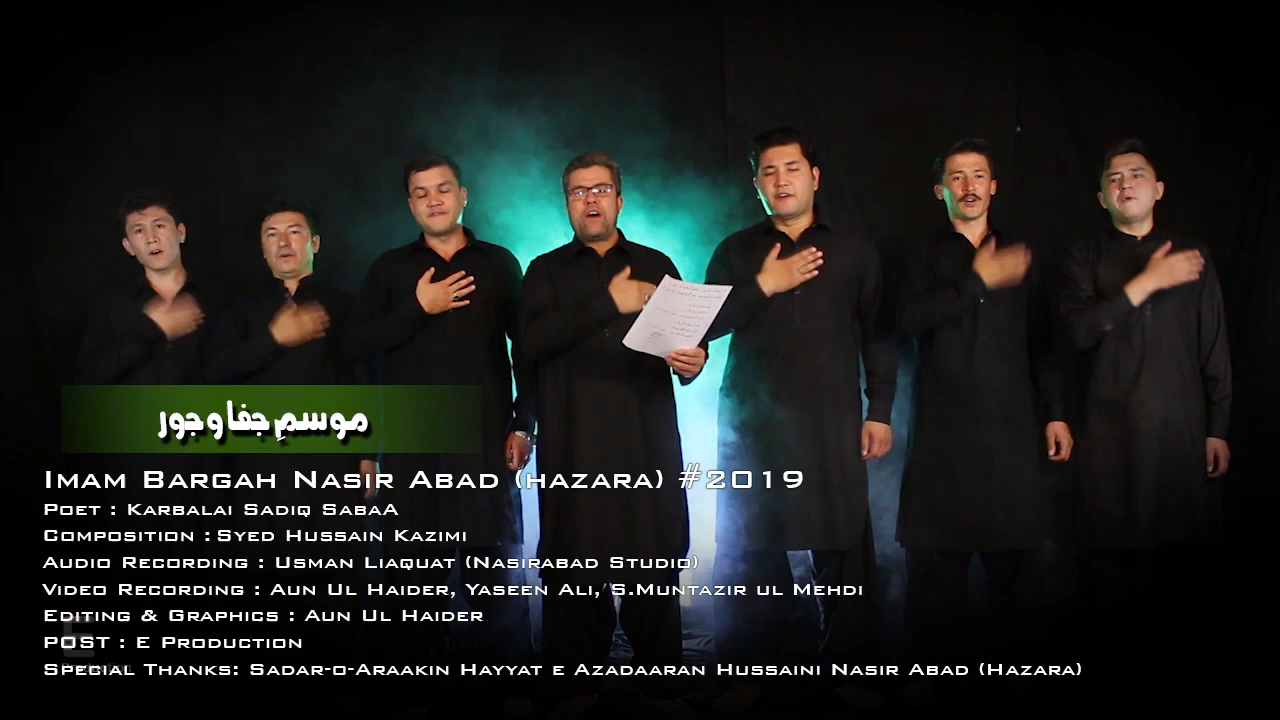 موسمِ جفا و جور
Imam Bargah Nasir Abad (hazara) #2019
Poet : Karbalai Sadiq SabaA
Composition : Syed Hussain Kazimi
Audio Recording : Usman Liaquat (Nasirabad Studio)
Video Recording : Aun Ul Haider, Yaseen Ali, S.Muntazir ul Mehdi
Editing & Graphics : Aun Ul Haider
POST : E Production
Special Thanks: Sadar-o-Araakin Hayyat e Azadaaran Hussaini Nasir Abad (Hazara)